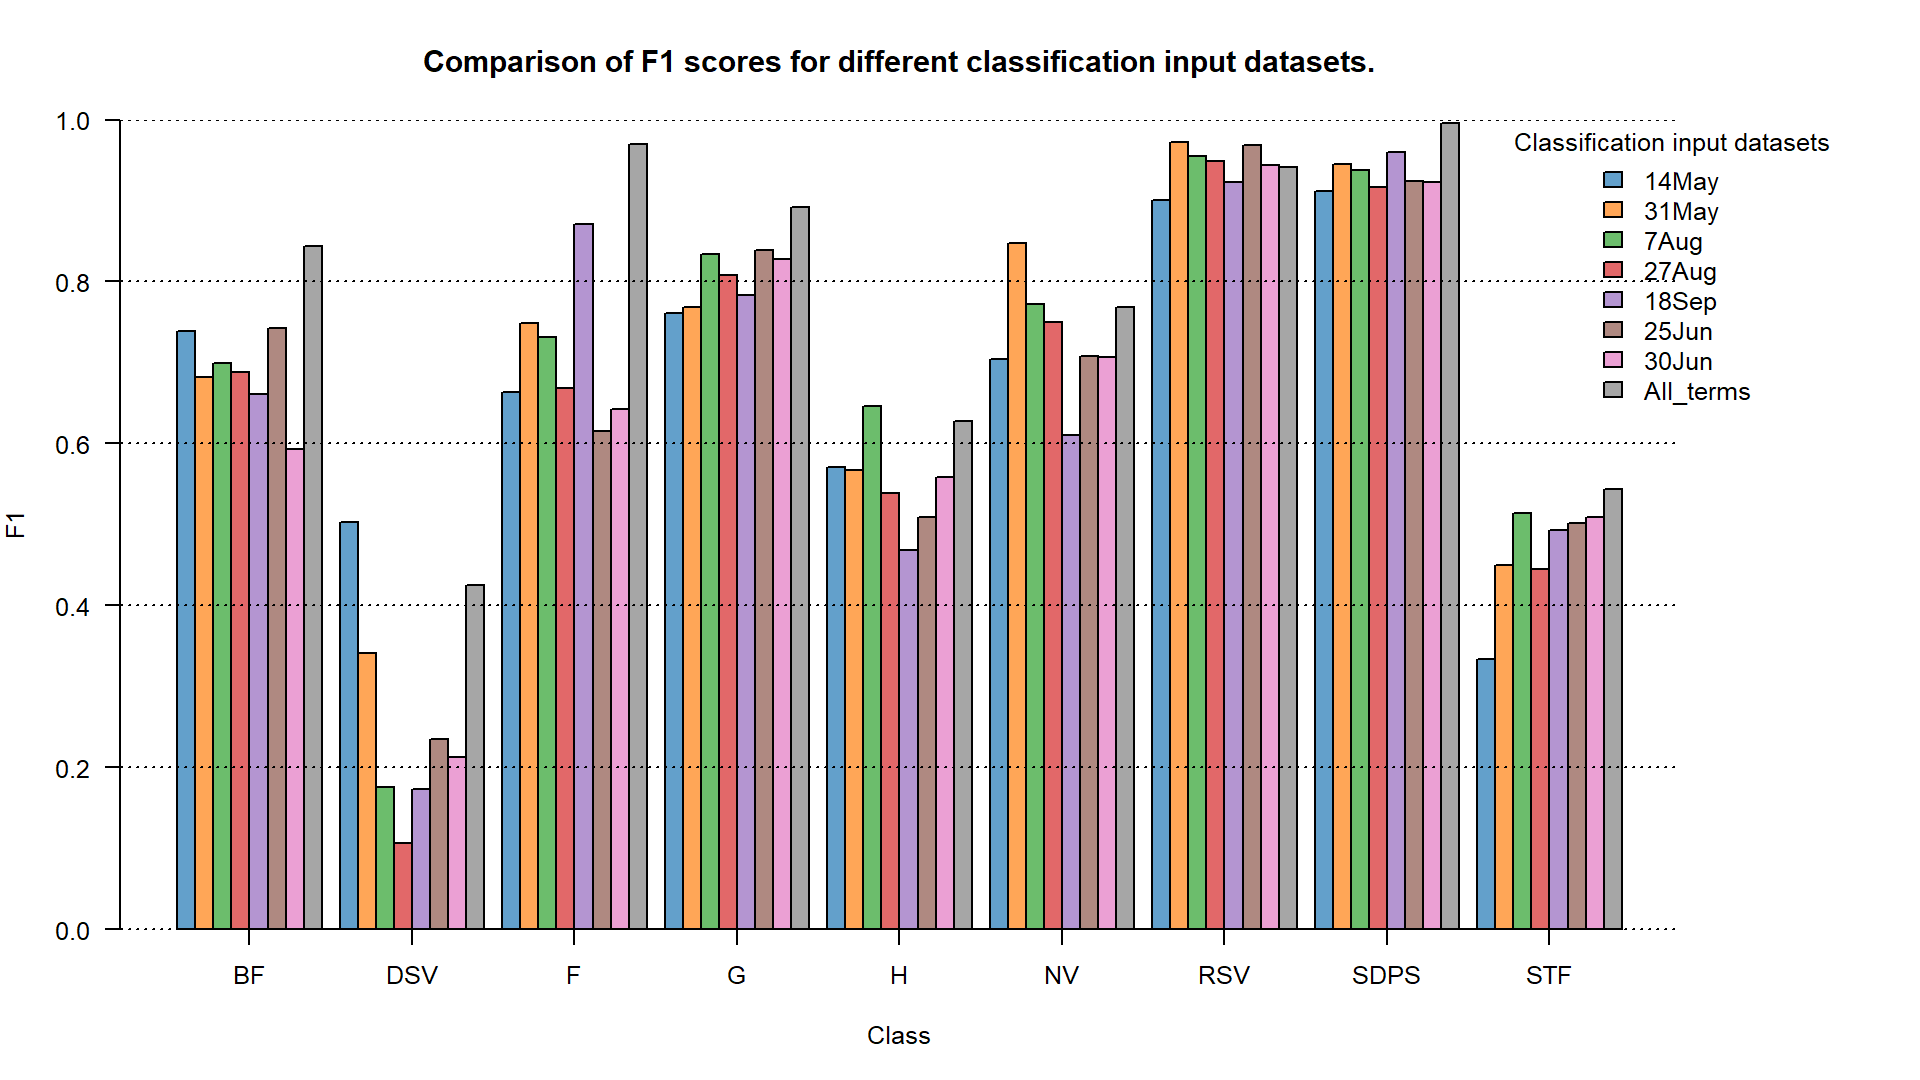 Comparison of F1 scores for different classification input datasets.
1.0
0.8
0.6
0.4
0.2
0.0
F1
Classification input datasets
14May
31May
7Aug
27Aug
18Sep
25Jun
30Jun
All_terms
BF DSV F G H NV RSV SDPS STF
Class